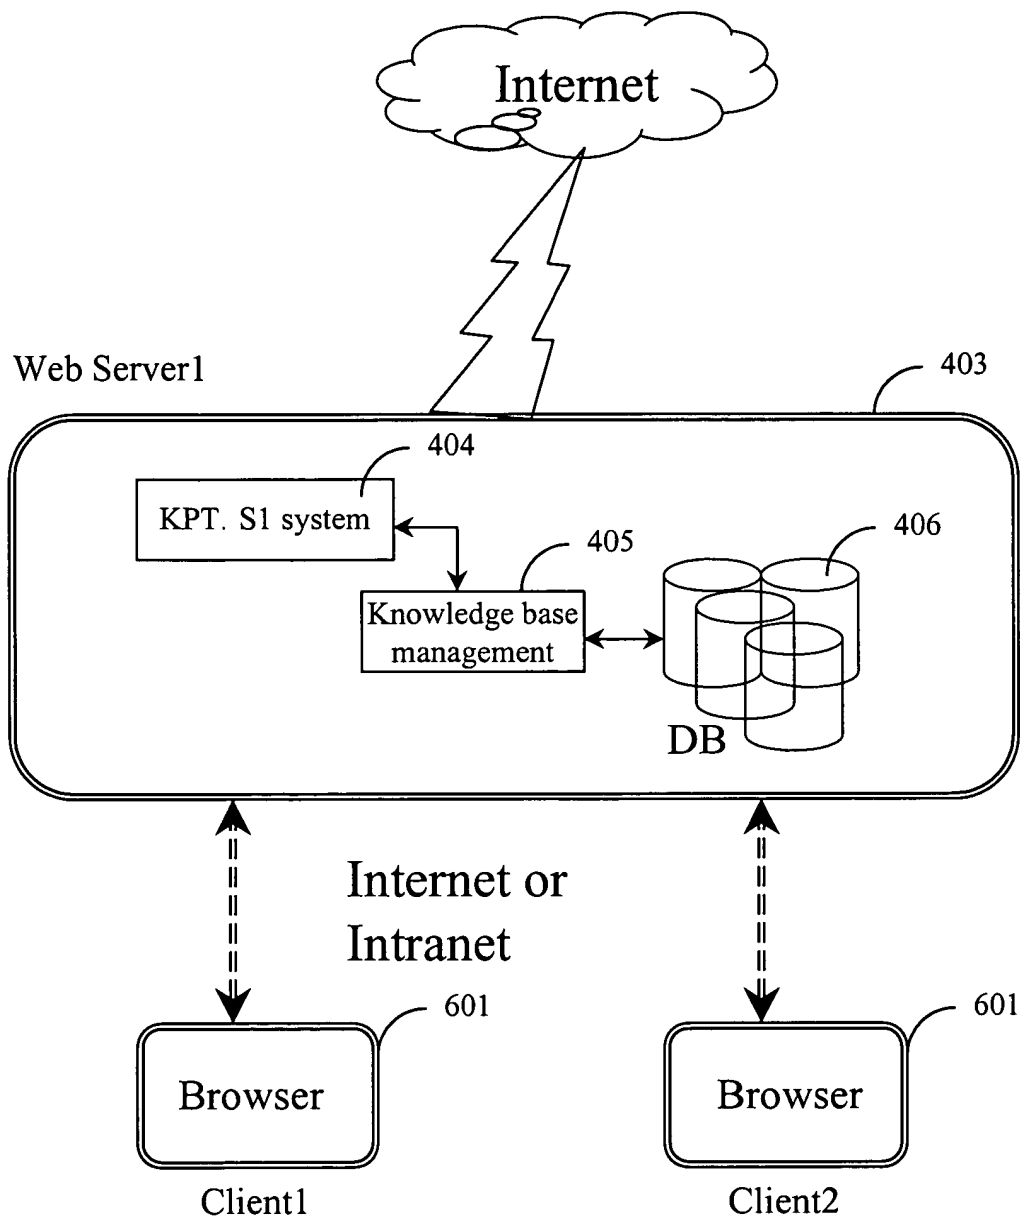 Internet
Web Server1
403
404
KPT. S1 system
405
406
Knowledge base
management
DB
Internet or
Intranet
601
601
Browser
Browser
Client1
Client2